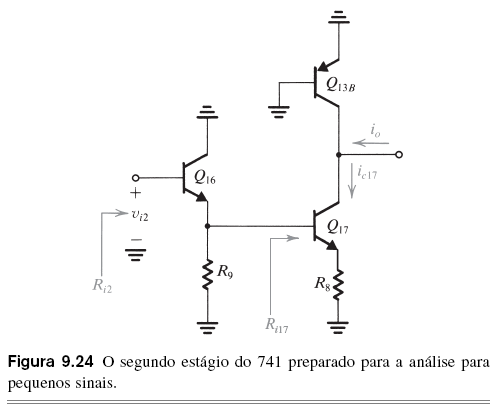 Q13B
io
Q16
ic17
+
vi2
−
Q17
Ri2
R9
R8
Ri17
Figura 9.24 O segundo estágio do 741 preparado para a análise para
pequenos sinais.